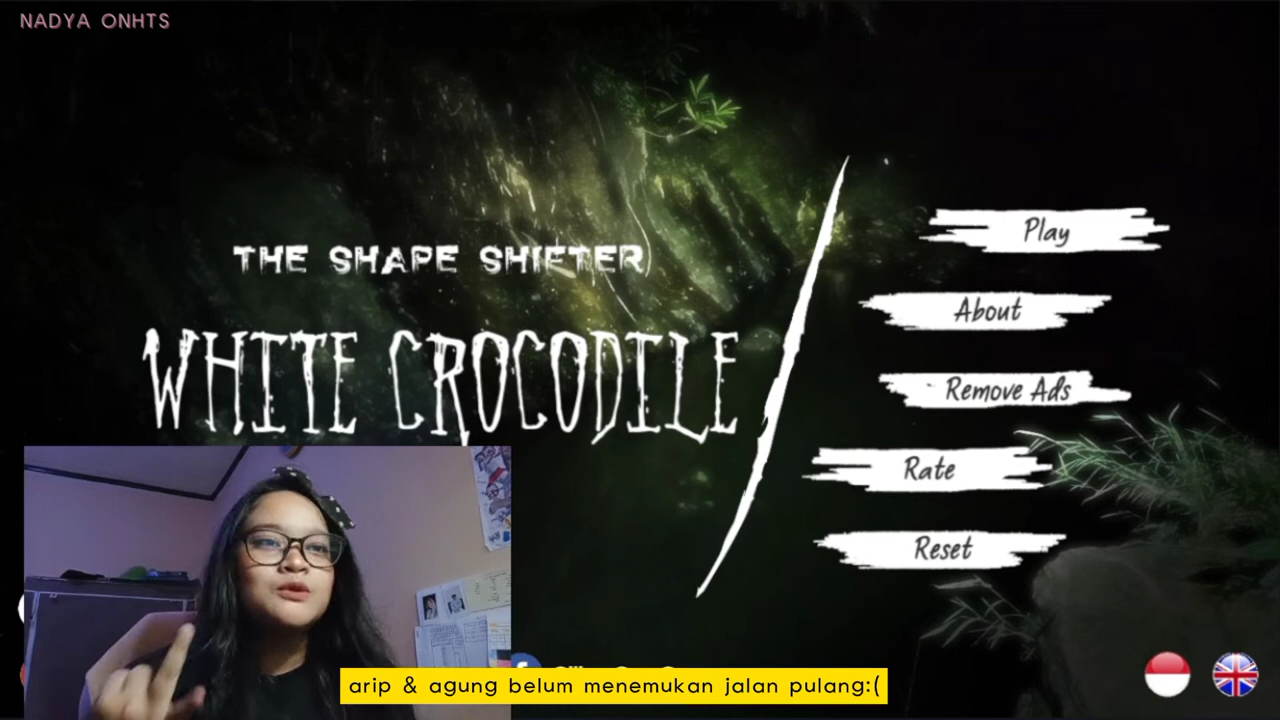 NADYA ONHTS
THE SHAPE SHIFTER
WHITE CROCODILE
Play
About
Remove Ads
Rate
Reset
arip & agung belum menemukan jalan pulang:(